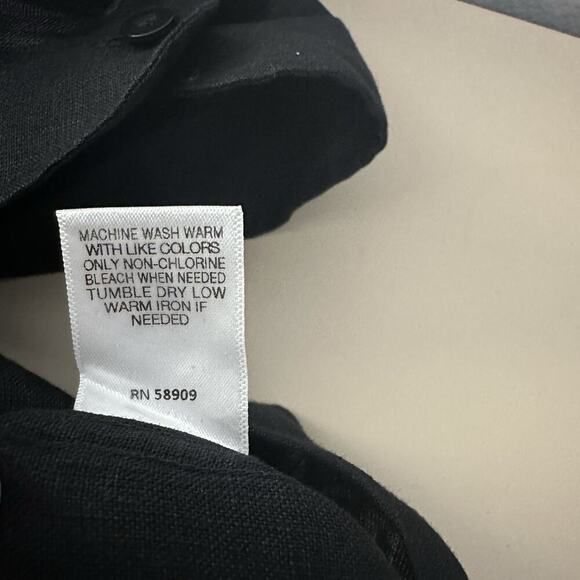 MACHINE WASH WARM
WITH LIKE COLORS
ONLY NON-CHLORINE
BLEACH WHEN NEEDED
TUMBLE DRY LOW
WARM IRON IF
NEEDED
RN 58909